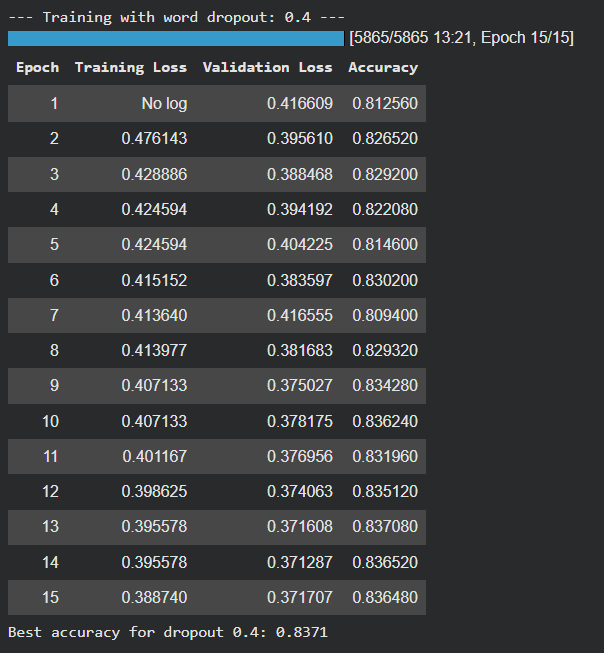 --- Training with word dropout: 0.4 ---
[5865/5865 13:21, Epoch 15/15]
Epoch Training Loss Validation Loss Accuracy
1 No log 0.416609 0.812560
2 0.476143 0.395610 0.826520
3 0.428886 0.388468 0.829200
4 0.424594 0.394192 0.822080
5 0.424594 0.404225 0.814600
6 0.415152 0.383597 0.830200
7 0.413640 0.416555 0.809400
8 0.413977 0.381683 0.829320
9 0.407133 0.375027 0.834280
10 0.407133 0.378175 0.836240
11 0.401167 0.376956 0.831960
12 0.398625 0.374063 0.835120
13 0.395578 0.371608 0.837080
14 0.395578 0.371287 0.836520
15 0.388740 0.371707 0.836480
Best accuracy for dropout 0.4: 0.8371